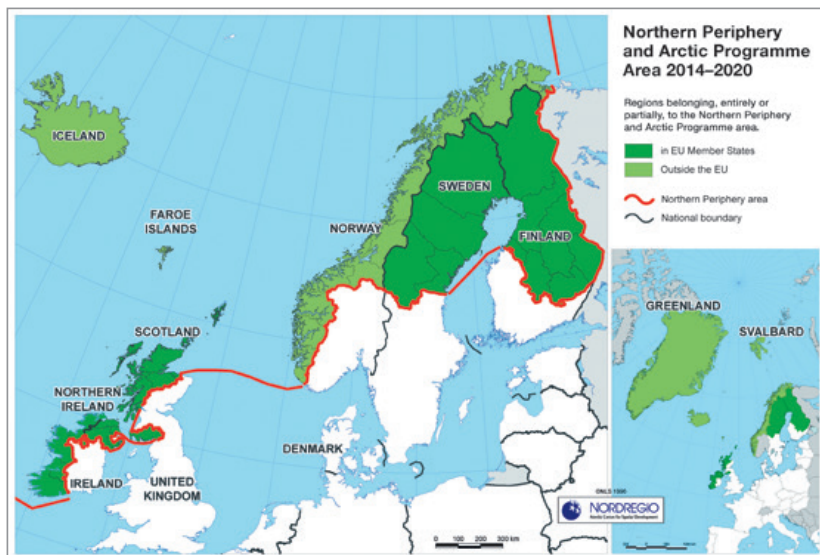 Northern Periphery
and Arctic Programme
Area 2014–2020
Regions belonging, entirely or
partially, to the Northern Periphery
and Arctic Programme area.
in EU Member States
Outside the EU
Northern Periphery area
National boundary
ICELAND
FAROE
ISLANDS
NORWAY
SWEDEN
FINLAND
SCOTLAND
NORTHERN
IRELAND
IRELAND
UNITED
KINGDOM
DENMARK
GREENLAND
SVALBARD
NORDREGIO
0 100 200 300 km